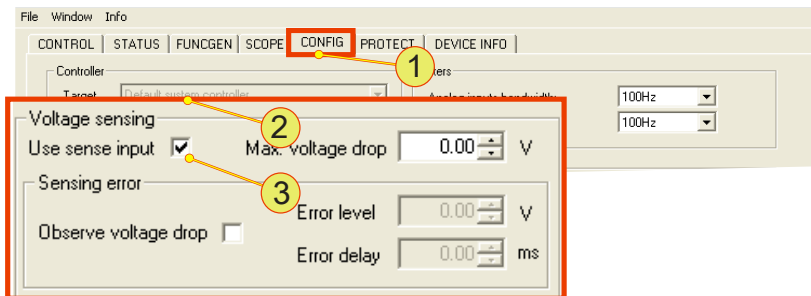 File Window Info
CONTROL STATUS FUNCGEN SCOPE CONFIG PROTECT DEVICE INFO
1
Controller
Target Default system controller
100Hz
100Hz
2
Voltage sensing
Use sense input Max. voltage drop 0.00 V
3
Sensing error
Observe voltage drop
Error level 0.00 V
Error delay 0.00 ms